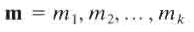 m = m₁, m₂, . . . , mₖ